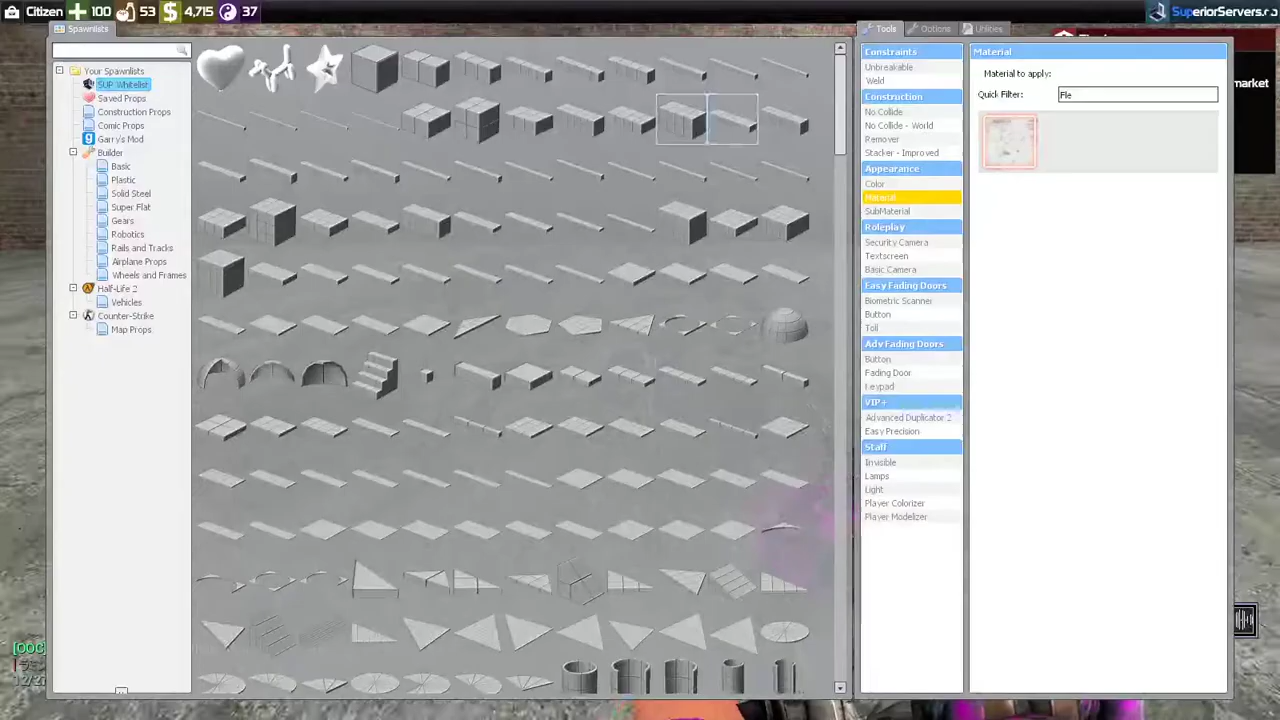 Citizen + 100 53 $ 4,715 37
SUPERIORSERVERS.CO
Spawnlists
Your Spawnlists
SUP Whitelist
Saved Props
Construction Props
Comic Props
Garry's Mod
Builder
Basic
Plastic
Solid Steel
Super Flat
Gears
Robotics
Rails and Tracks
Airplane Props
Wheels and Frames
Half-Life 2
Vehicles
Counter-Strike
Map Props
Tools
Options
Utilities
Constraints
Unbreakable
Weld
Construction
No Collide
No Collide - World
Remover
Stacker - Improved
Appearance
Color
Material
SubMaterial
Roleplay
Security Camera
Textscreen
Basic Camera
Easy Fading Doors
Biometric Scanner
Button
Toll
Adv Fading Doors
Button
Fading Door
Keypad
VIP+
Advanced Duplicator 2
Easy Precision
Staff
Invisible
Lamps
Light
Player Colorizer
Player Modelizer
Material
Material to apply:
Quick Filter: Fle
market
[OOC]